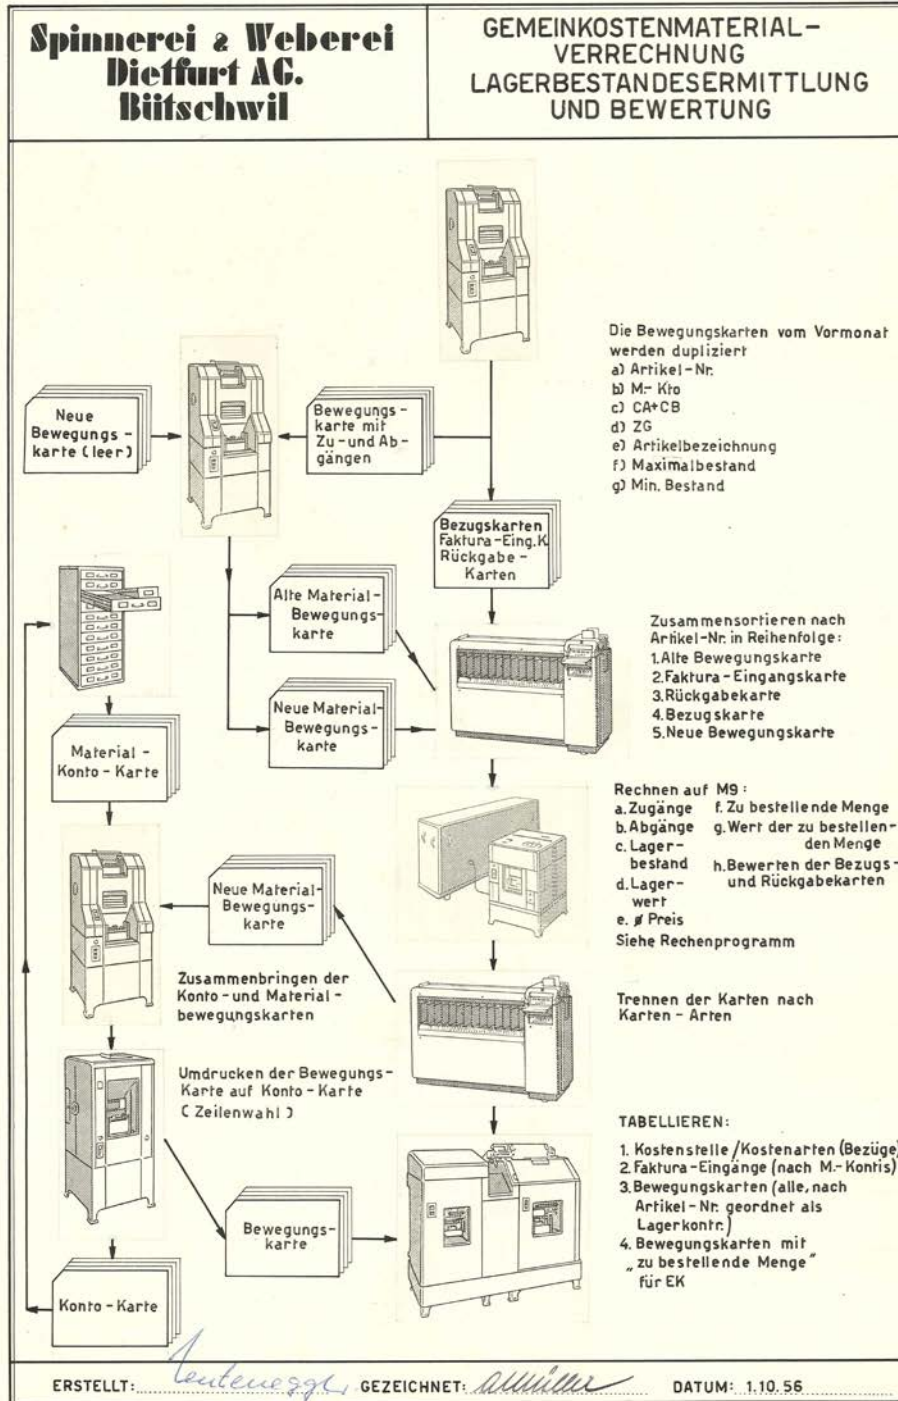 Spinnerei & Weberei
Dietfurt AG.
Bütschwil
GEMEINKOSTENMATERIAL-
VERRECHNUNG
LAGERBESTANDESERMITTLUNG
UND BEWERTUNG
Die Bewegungskarten vom Vormonat
werden dupliziert
a) Artikel-Nr.
b) M.- Kto
c) CA+CB
d) ZG
e) Artikelbezeichnung
f) Maximalbestand
g) Min. Bestand
Neue
Bewegungs -
karte (leer)
Bewegungs -
karte mit
Zu - und Ab -
gängen
Bezugskarten
Faktura-Eing.K.
Rückgabe -
Karten
Alte Material -
Bewegungs -
karte
Neue Material-
Bewegungs -
karte
Zusammensortieren nach
Artikel-Nr. in Reihenfolge:
1.Alte Bewegungskarte
2.Faktura-Eingangskarte
3.Rückgabekarte
4.Bezugskarte
5.Neue Bewegungskarte
Material -
Konto - Karte
Rechnen auf M9 :
a.Zugänge
b.Abgänge
c.Lager-
bestand
d.Lager-
wert
e. ø Preis
f. Zu bestellende Menge
g.Wert der zu bestellen-
den Menge
h.Bewerten der Bezugs-
und Rückgabekarten
Siehe Rechenprogramm
Neue Material-
Bewegungs-
karte
Zusammenbringen der
Konto - und Material -
bewegungskarten
Trennen der Karten nach
Karten - Arten
Umdrucken der Bewegungs-
Karte auf Konto - Karte
( Zeilenwahl )
TABELLIEREN:
1. Kostenstelle /Kostenarten (Bezüge)
2. Faktura-Eingänge (nach M.-Kontis)
3. Bewegungskarten (alle, nach
Artikel-Nr. geordnet als
Lagerkontr.)
4. Bewegungskarten mit
„ zu bestellende Menge "
für EK
Bewegungs-
karte
Konto - Karte
ERSTELLT: GEZEICHNET: DATUM: 1.10.56